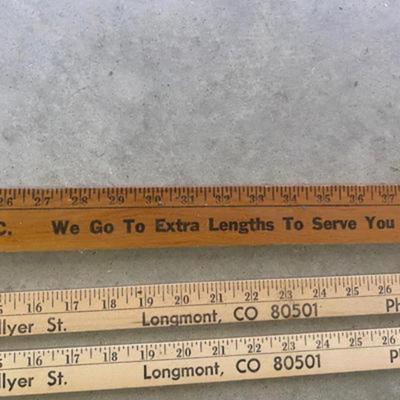 26 27 28 29 30 31 32 33 34 35 36 37
C. We Go To Extra Lengths To Serve You
16 17 18 19 20 21 22 23 24 25 26
llyer St. Longmont, CO 80501 Ph
15 16 17 18 19 20 21 22 23 24 25 26
llyer St. Longmont, CO 80501